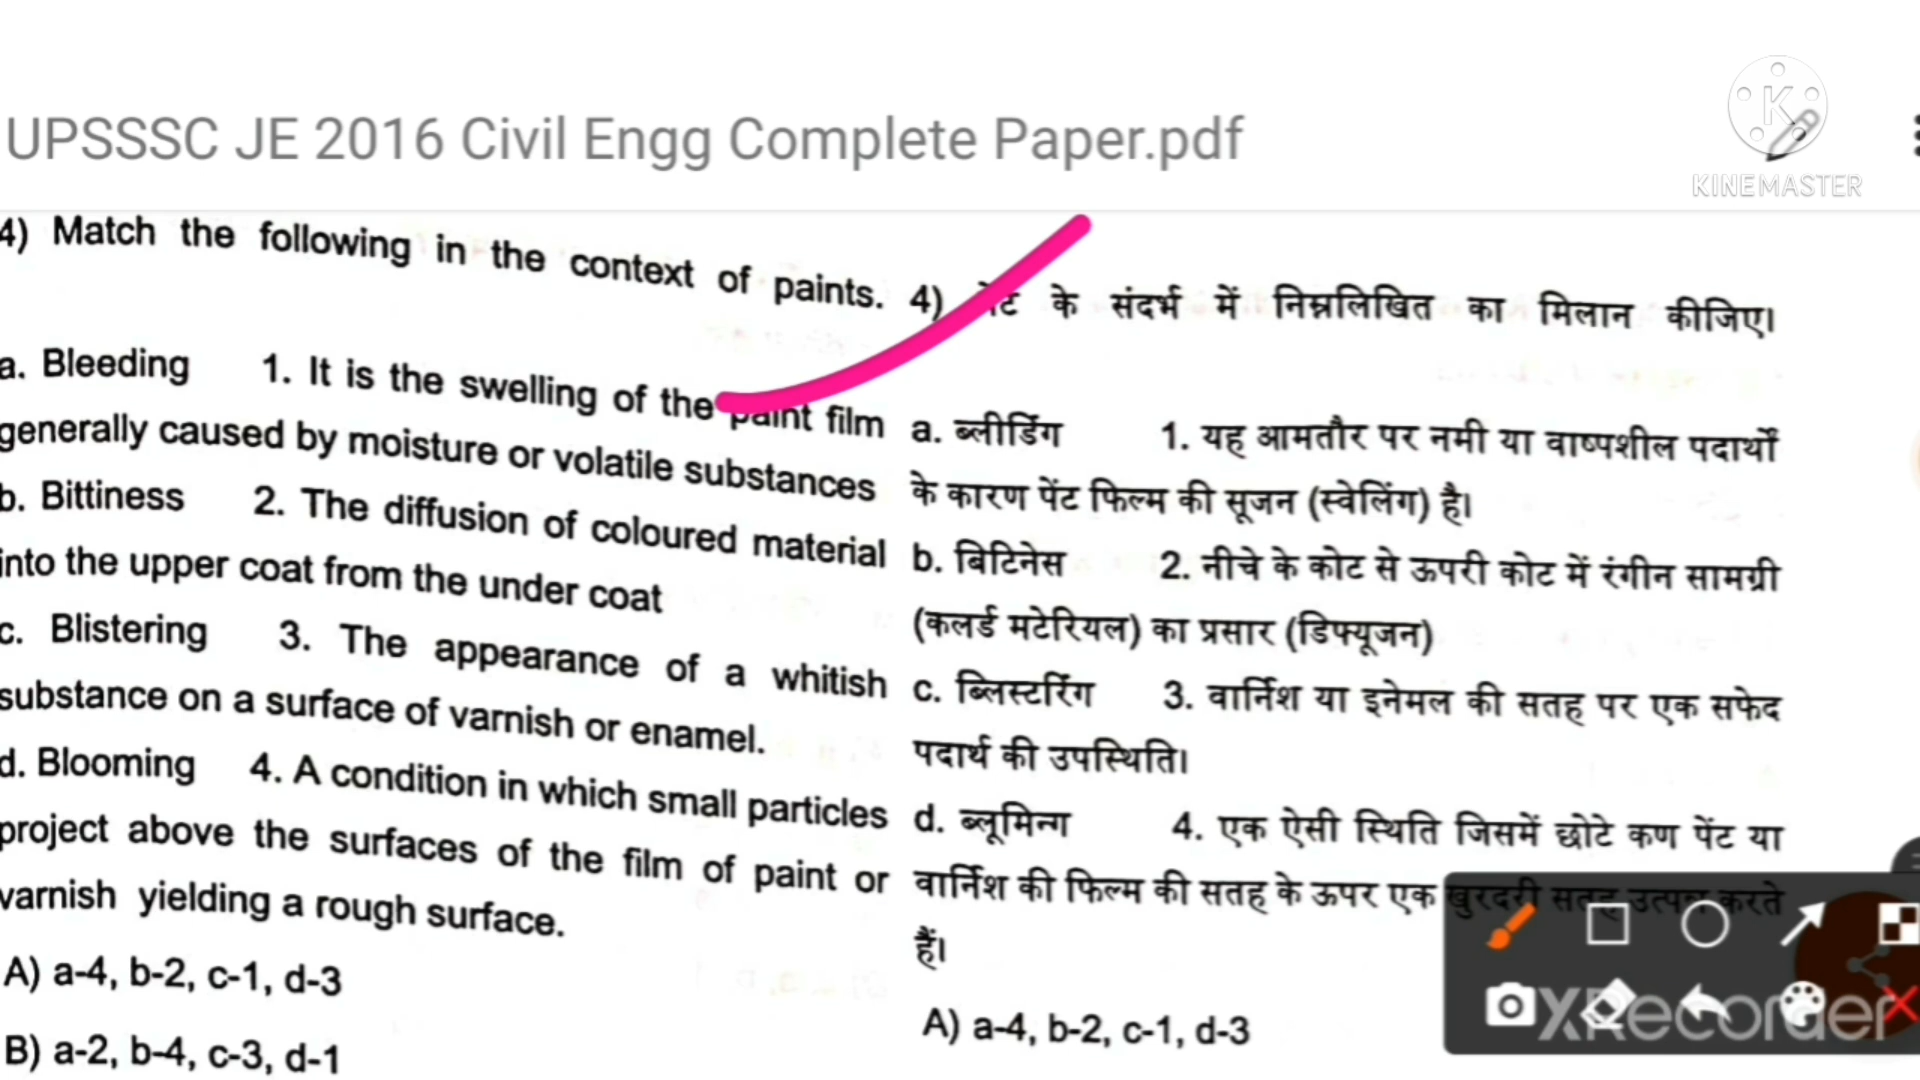 UPSSSC JE 2016 Civil Engg Complete Paper.pdf
K
KINEMASTER
4) Match the following in the context of paints.
a. Bleeding 1. It is the swelling of the paint film
generally caused by moisture or volatile substances
b. Bittiness 2. The diffusion of coloured material
into the upper coat from the under coat
c. Blistering 3. The appearance of a whitish
substance on a surface of varnish or enamel.
d. Blooming 4. A condition in which small particles
project above the surfaces of the film of paint or
varnish yielding a rough surface.
A) a-4, b-2, c-1, d-3
B) a-2, b-4, c-3, d-1
4) के संदर्भ में निम्नलिखित का मिलान कीजिए।
a. ब्लीडिंग 1. यह आमतौर पर नमी या वाष्पशील पदार्थों
के कारण पेंट फिल्म की सूजन (स्वेलिंग) है।
b. बिटिनेस 2. नीचे के कोट से ऊपरी कोट में रंगीन सामग्री
(कलर्ड मटेरियल) का प्रसार (डिफ्यूजन)
c. ब्लिस्टरिंग 3. वार्निश या इनेमल की सतह पर एक सफेद
पदार्थ की उपस्थिति।
d. ब्लूमिन्ग 4. एक ऐसी स्थिति जिसमें छोटे कण पेंट या
वार्निश की फिल्म की सतह के ऊपर एक खुरदरी सतह उत्पन्न करते
हैं।
A) a-4, b-2, c-1, d-3
XRecorder